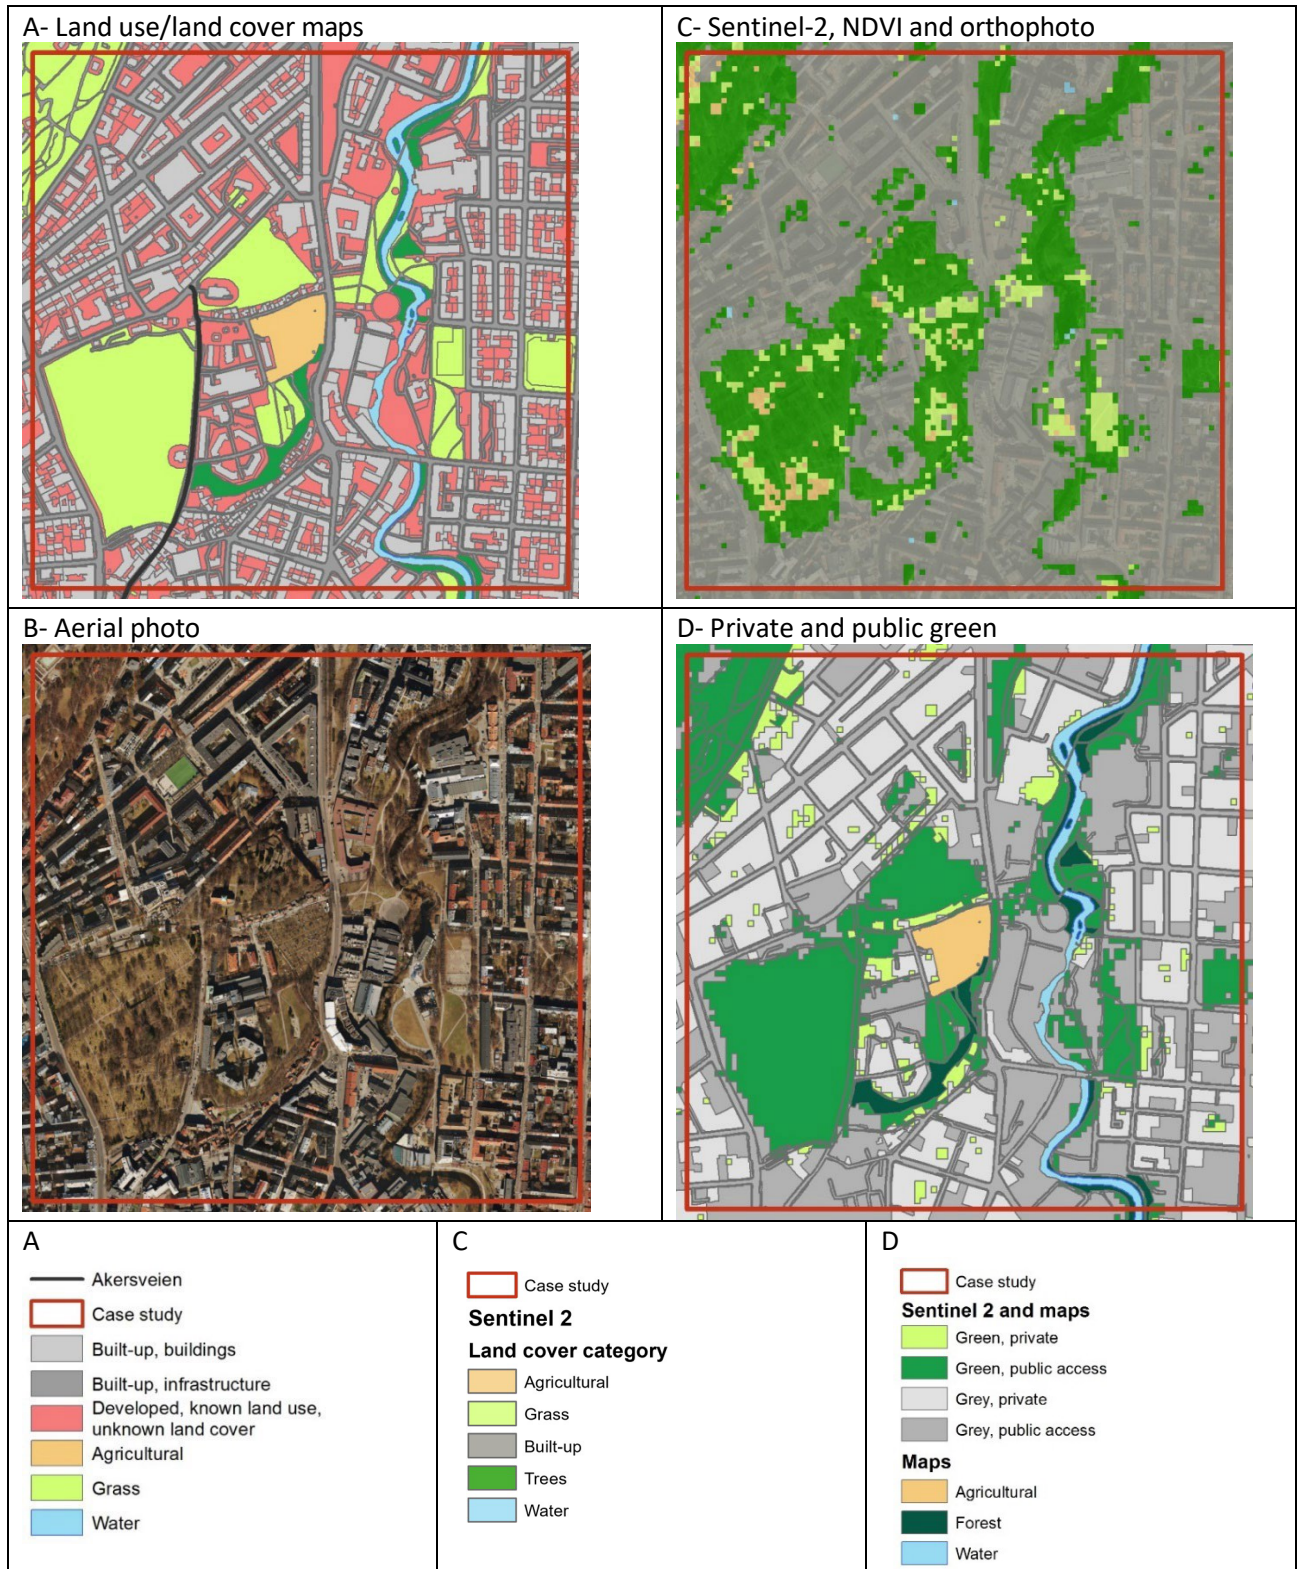 A- Land use/land cover maps
C- Sentinel-2, NDVI and orthophoto
B- Aerial photo
D- Private and public green
A
Akersveien
Case study
Built-up, buildings
Built-up, infrastructure
Developed, known land use,
unknown land cover
Agricultural
Grass
Water
C
Case study
Sentinel 2
Land cover category
Agricultural
Grass
Built-up
Trees
Water
D
Case study
Sentinel 2 and maps
Green, private
Green, public access
Grey, private
Grey, public access
Maps
Agricultural
Forest
Water